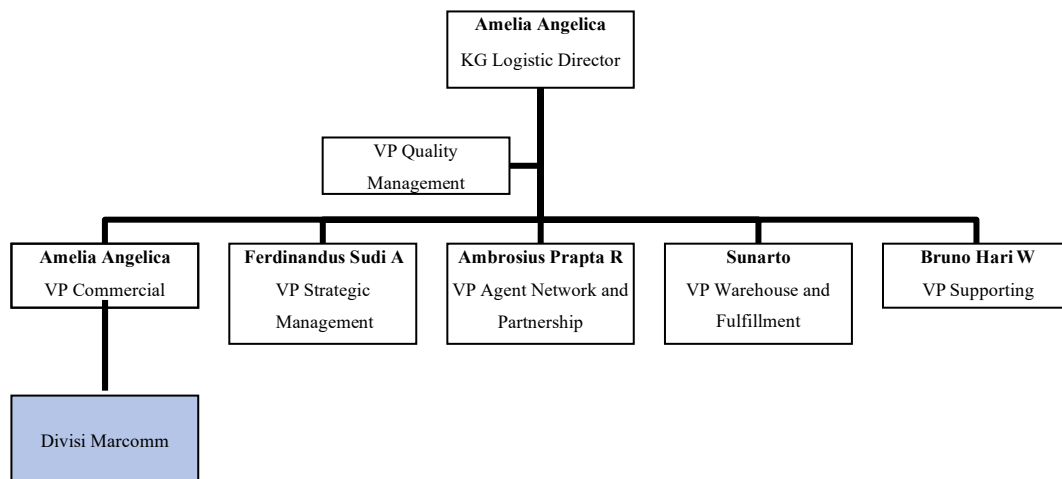 Amelia Angelica
KG Logistic Director
VP Quality
Management
Amelia Angelica
VP Commercial
Ferdinandus Sudi A
VP Strategic
Management
Ambrosius Prapta R
VP Agent Network and
Partnership
Sunarto
VP Warehouse and
Fulfillment
Bruno Hari W
VP Supporting
Divisi Marcomm